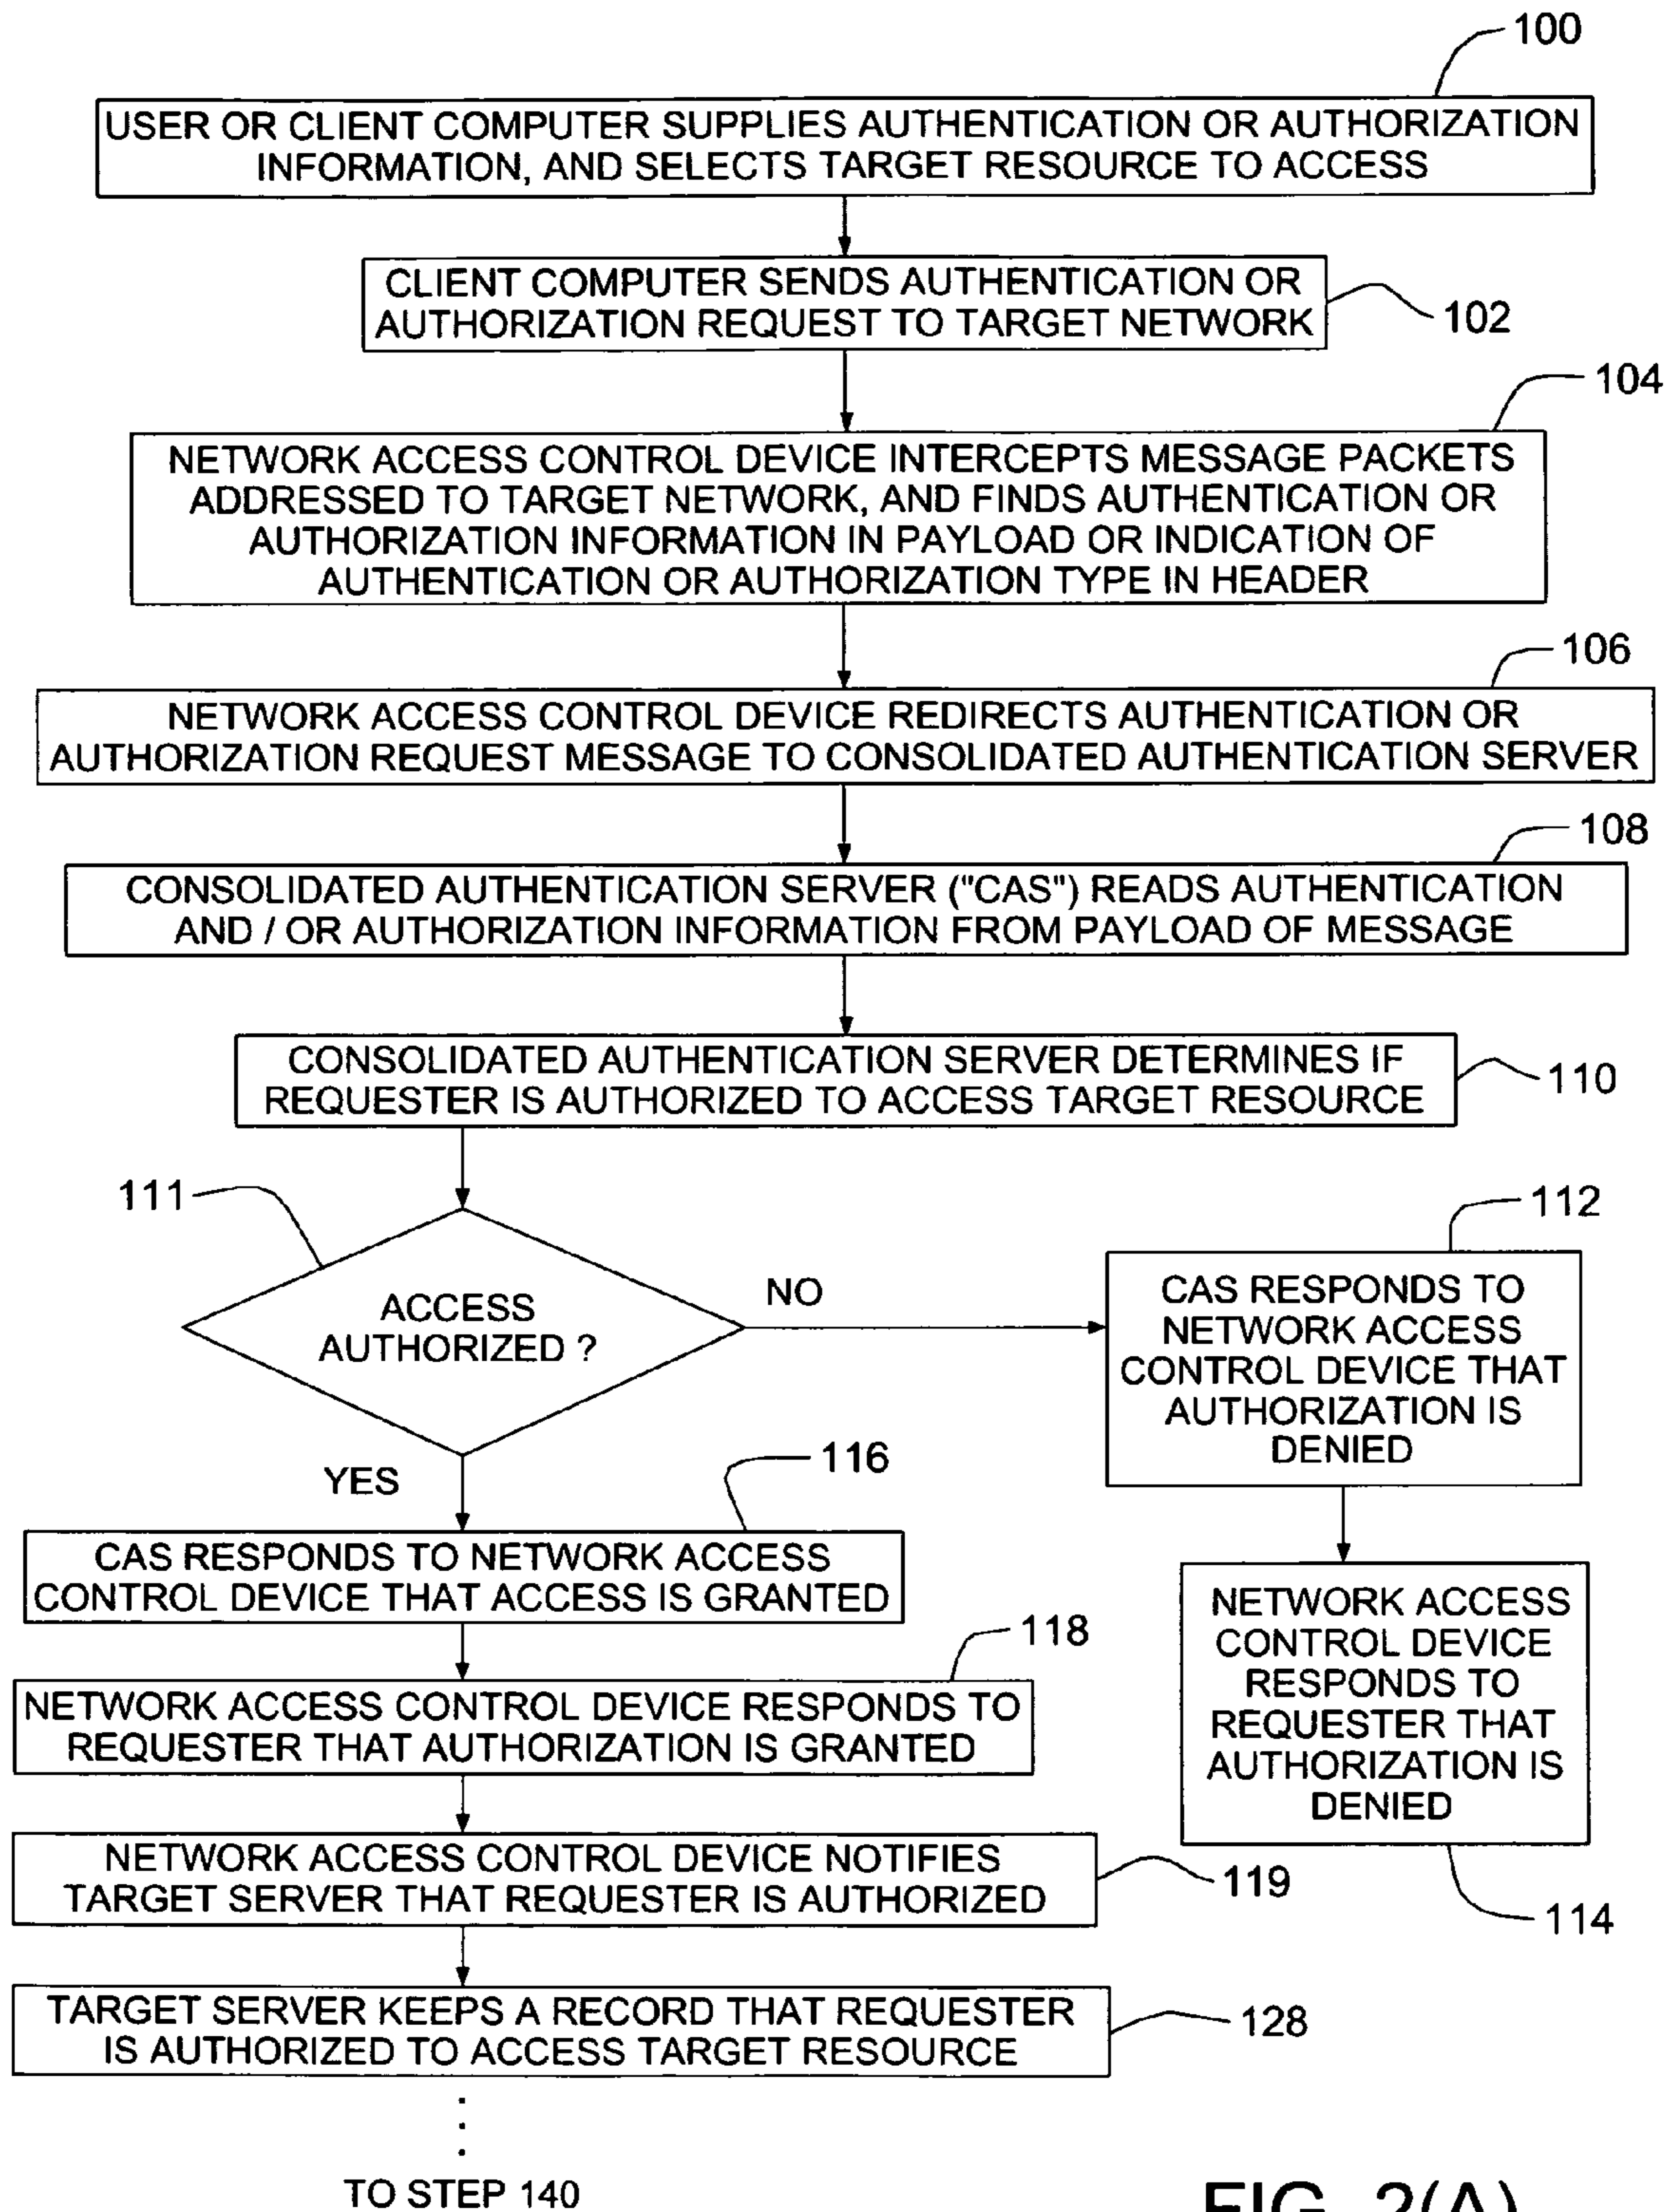 100
USER OR CLIENT COMPUTER SUPPLIES AUTHENTICATION OR AUTHORIZATION
INFORMATION, AND SELECTS TARGET RESOURCE TO ACCESS
CLIENT COMPUTER SENDS AUTHENTICATION OR
AUTHORIZATION REQUEST TO TARGET NETWORK
102
104
NETWORK ACCESS CONTROL DEVICE INTERCEPTS MESSAGE PACKETS
ADDRESSED TO TARGET NETWORK, AND FINDS AUTHENTICATION OR
AUTHORIZATION INFORMATION IN PAYLOAD OR INDICATION OF
AUTHENTICATION OR AUTHORIZATION TYPE IN HEADER
106
NETWORK ACCESS CONTROL DEVICE REDIRECTS AUTHENTICATION OR
AUTHORIZATION REQUEST MESSAGE TO CONSOLIDATED AUTHENTICATION SERVER
108
CONSOLIDATED AUTHENTICATION SERVER ("CAS") READS AUTHENTICATION
AND / OR AUTHORIZATION INFORMATION FROM PAYLOAD OF MESSAGE
CONSOLIDATED AUTHENTICATION SERVER DETERMINES IF
REQUESTER IS AUTHORIZED TO ACCESS TARGET RESOURCE
110
111
ACCESS
AUTHORIZED ?
NO
112
CAS RESPONDS TO
NETWORK ACCESS
CONTROL DEVICE THAT
AUTHORIZATION IS
DENIED
YES
116
CAS RESPONDS TO NETWORK ACCESS
CONTROL DEVICE THAT ACCESS IS GRANTED
118
NETWORK ACCESS CONTROL DEVICE RESPONDS TO
REQUESTER THAT AUTHORIZATION IS GRANTED
NETWORK ACCESS
CONTROL DEVICE
RESPONDS TO
REQUESTER THAT
AUTHORIZATION IS
DENIED
114
NETWORK ACCESS CONTROL DEVICE NOTIFIES
TARGET SERVER THAT REQUESTER IS AUTHORIZED
119
TARGET SERVER KEEPS A RECORD THAT REQUESTER
IS AUTHORIZED TO ACCESS TARGET RESOURCE
128
TO STEP 140
FIG. 2(A)